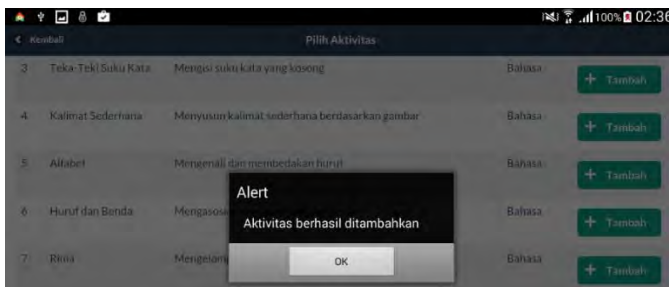 100% 02:36
Kembali Pilih Aktivitas
3 Teka-Teki Suku Kata Mengisi suku kata yang kosong Bahasa + Tambah
4 Kalimat Sederhana Menyusun kalimat sederhana berdasarkan gambar Bahasa + Tambah
5 Alfabet Mengenali dan membedakan huruf Bahasa + Tambah
Alert
6 Huruf dan Benda Bahasa + Tambah
Aktivitas berhasil ditambahkan
OK
7 Rima Bahasa + Tambah